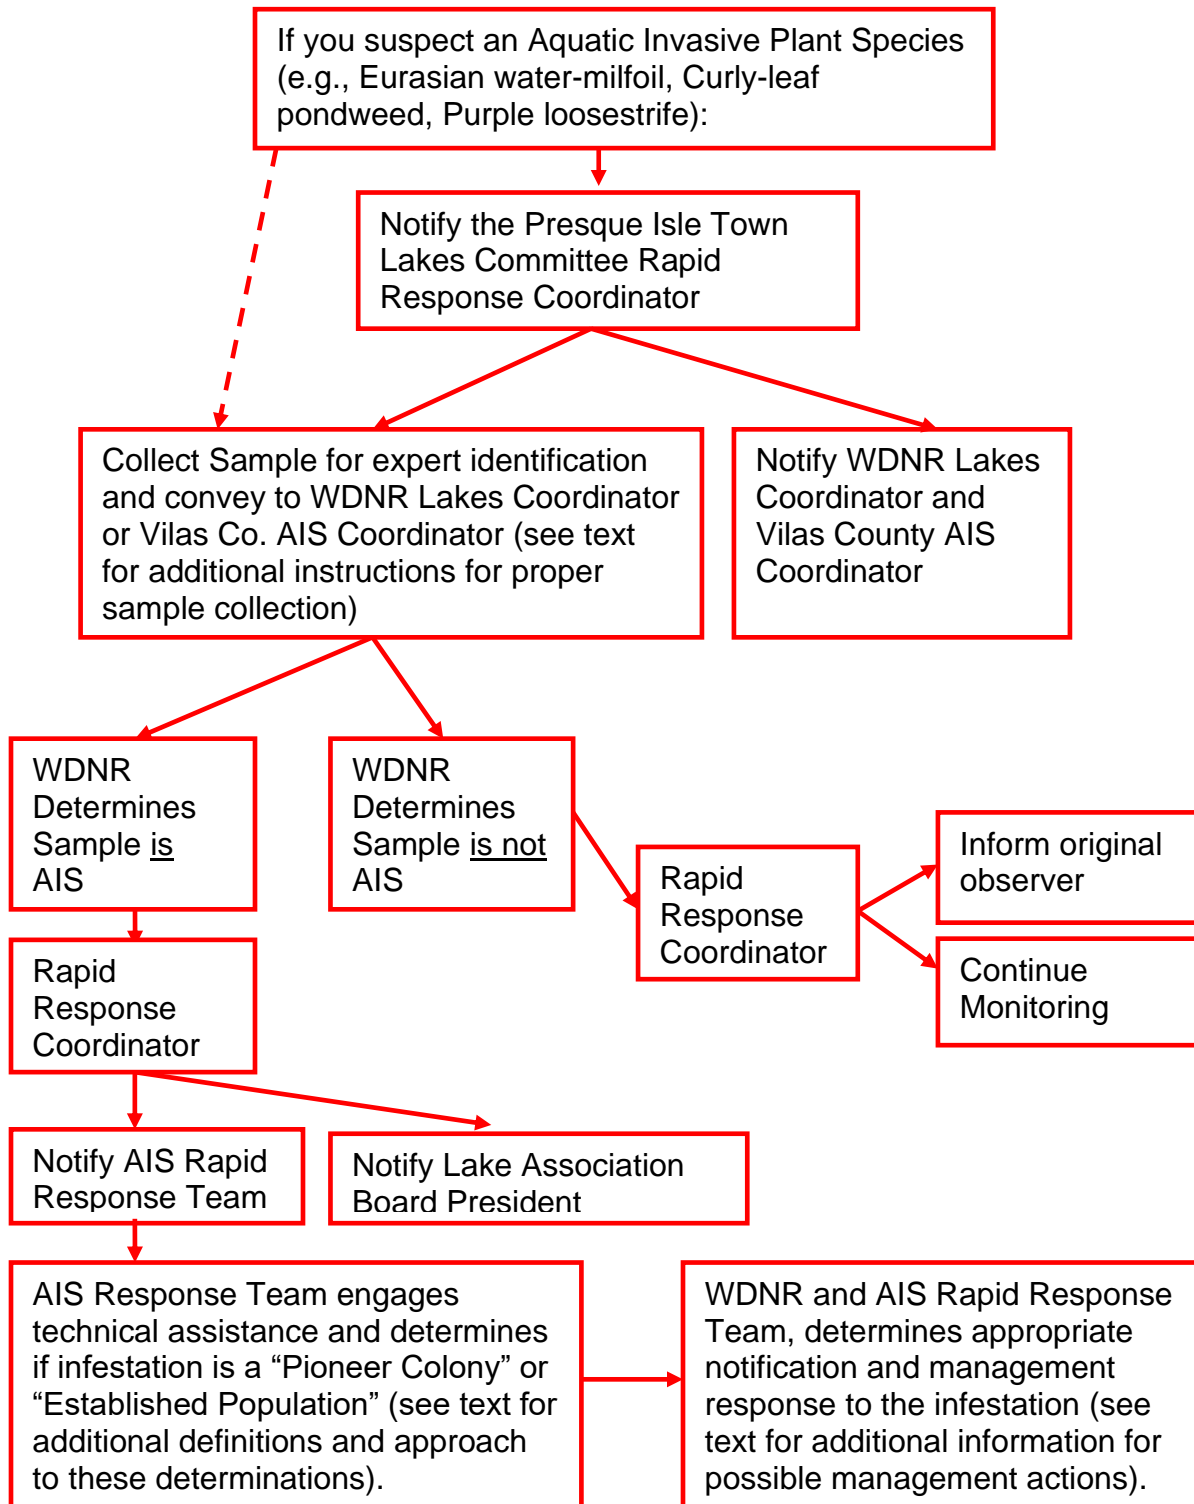 If you suspect an Aquatic Invasive Plant Species
(e.g., Eurasian water-milfoil, Curly-leaf
pondweed, Purple loosestrife):
Notify the Presque Isle Town
Lakes Committee Rapid
Response Coordinator
Collect Sample for expert identification
and convey to WDNR Lakes Coordinator
or Vilas Co. AIS Coordinator (see text
for additional instructions for proper
sample collection)
Notify WDNR Lakes
Coordinator and
Vilas County AIS
Coordinator
WDNR
Determines
Sample is
AIS
WDNR
Determines
Sample is not
AIS
Rapid
Response
Coordinator
Inform original
observer
Continue
Monitoring
Rapid
Response
Coordinator
Notify AIS Rapid
Response Team
Notify Lake Association
Board President
AIS Response Team engages
technical assistance and determines
if infestation is a “Pioneer Colony” or
“Established Population” (see text for
additional definitions and approach
to these determinations).
WDNR and AIS Rapid Response
Team, determines appropriate
notification and management
response to the infestation (see
text for additional information for
possible management actions).